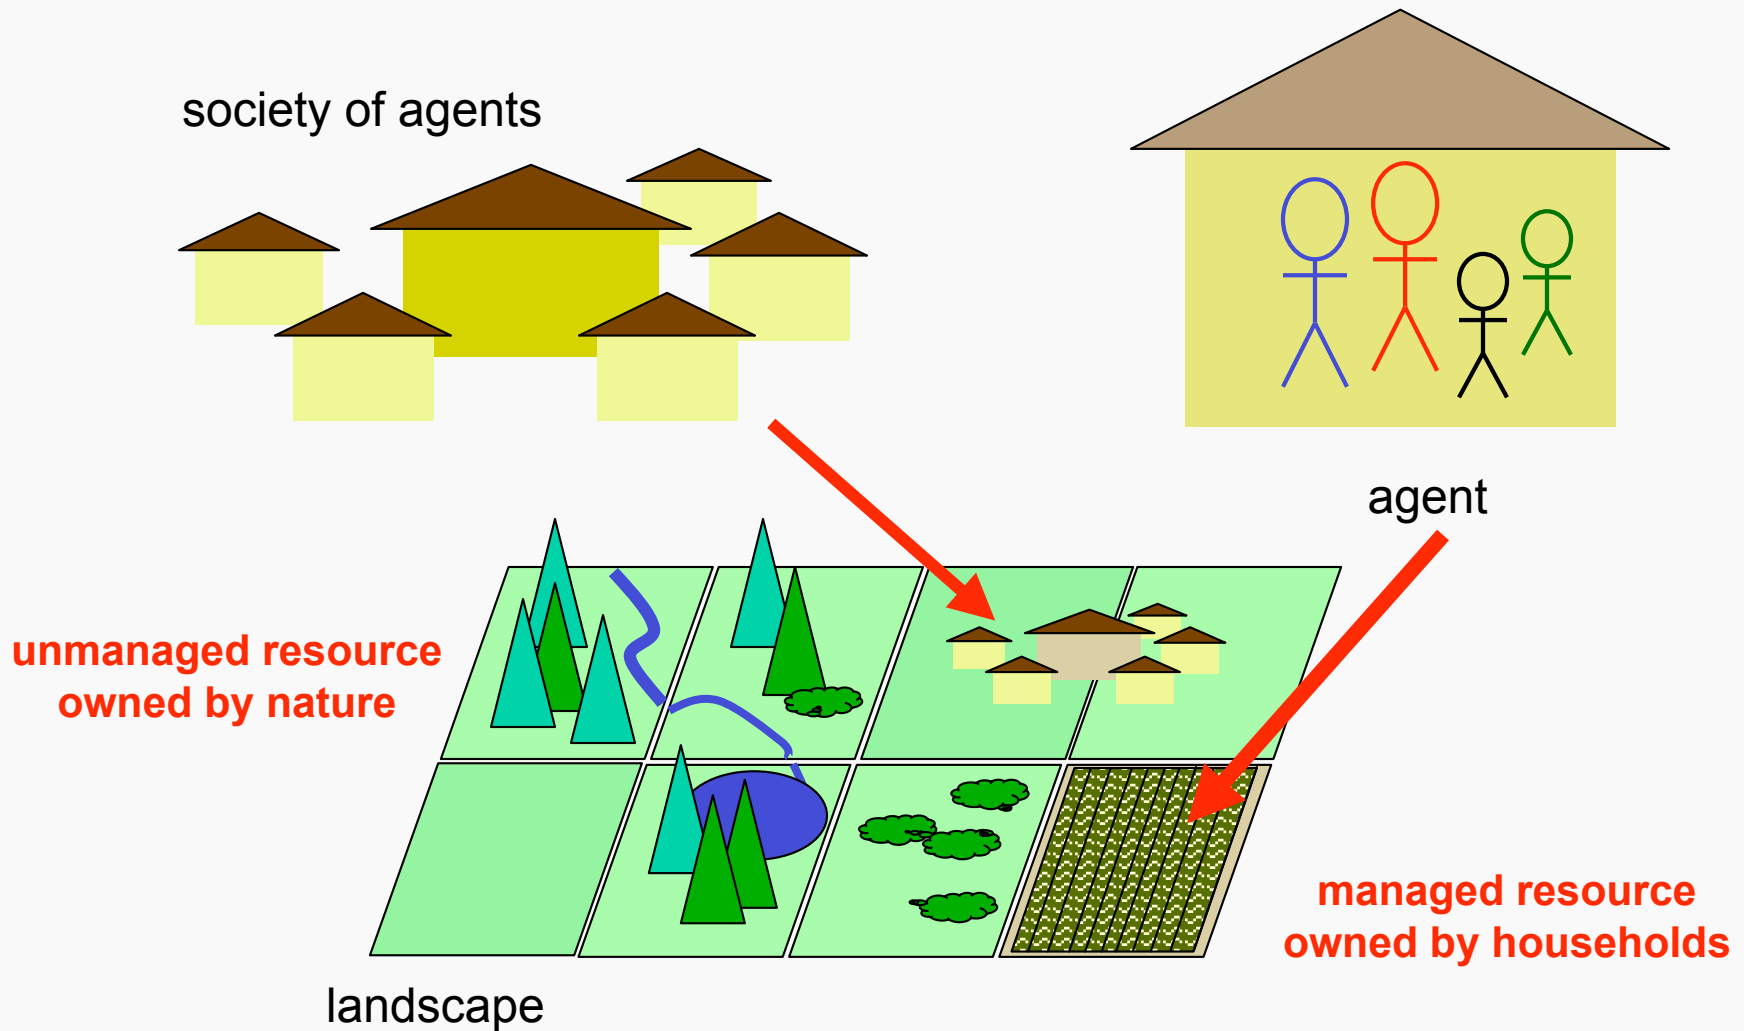 society of agents
agent
unmanaged resource
owned by nature
managed resource
owned by households
landscape